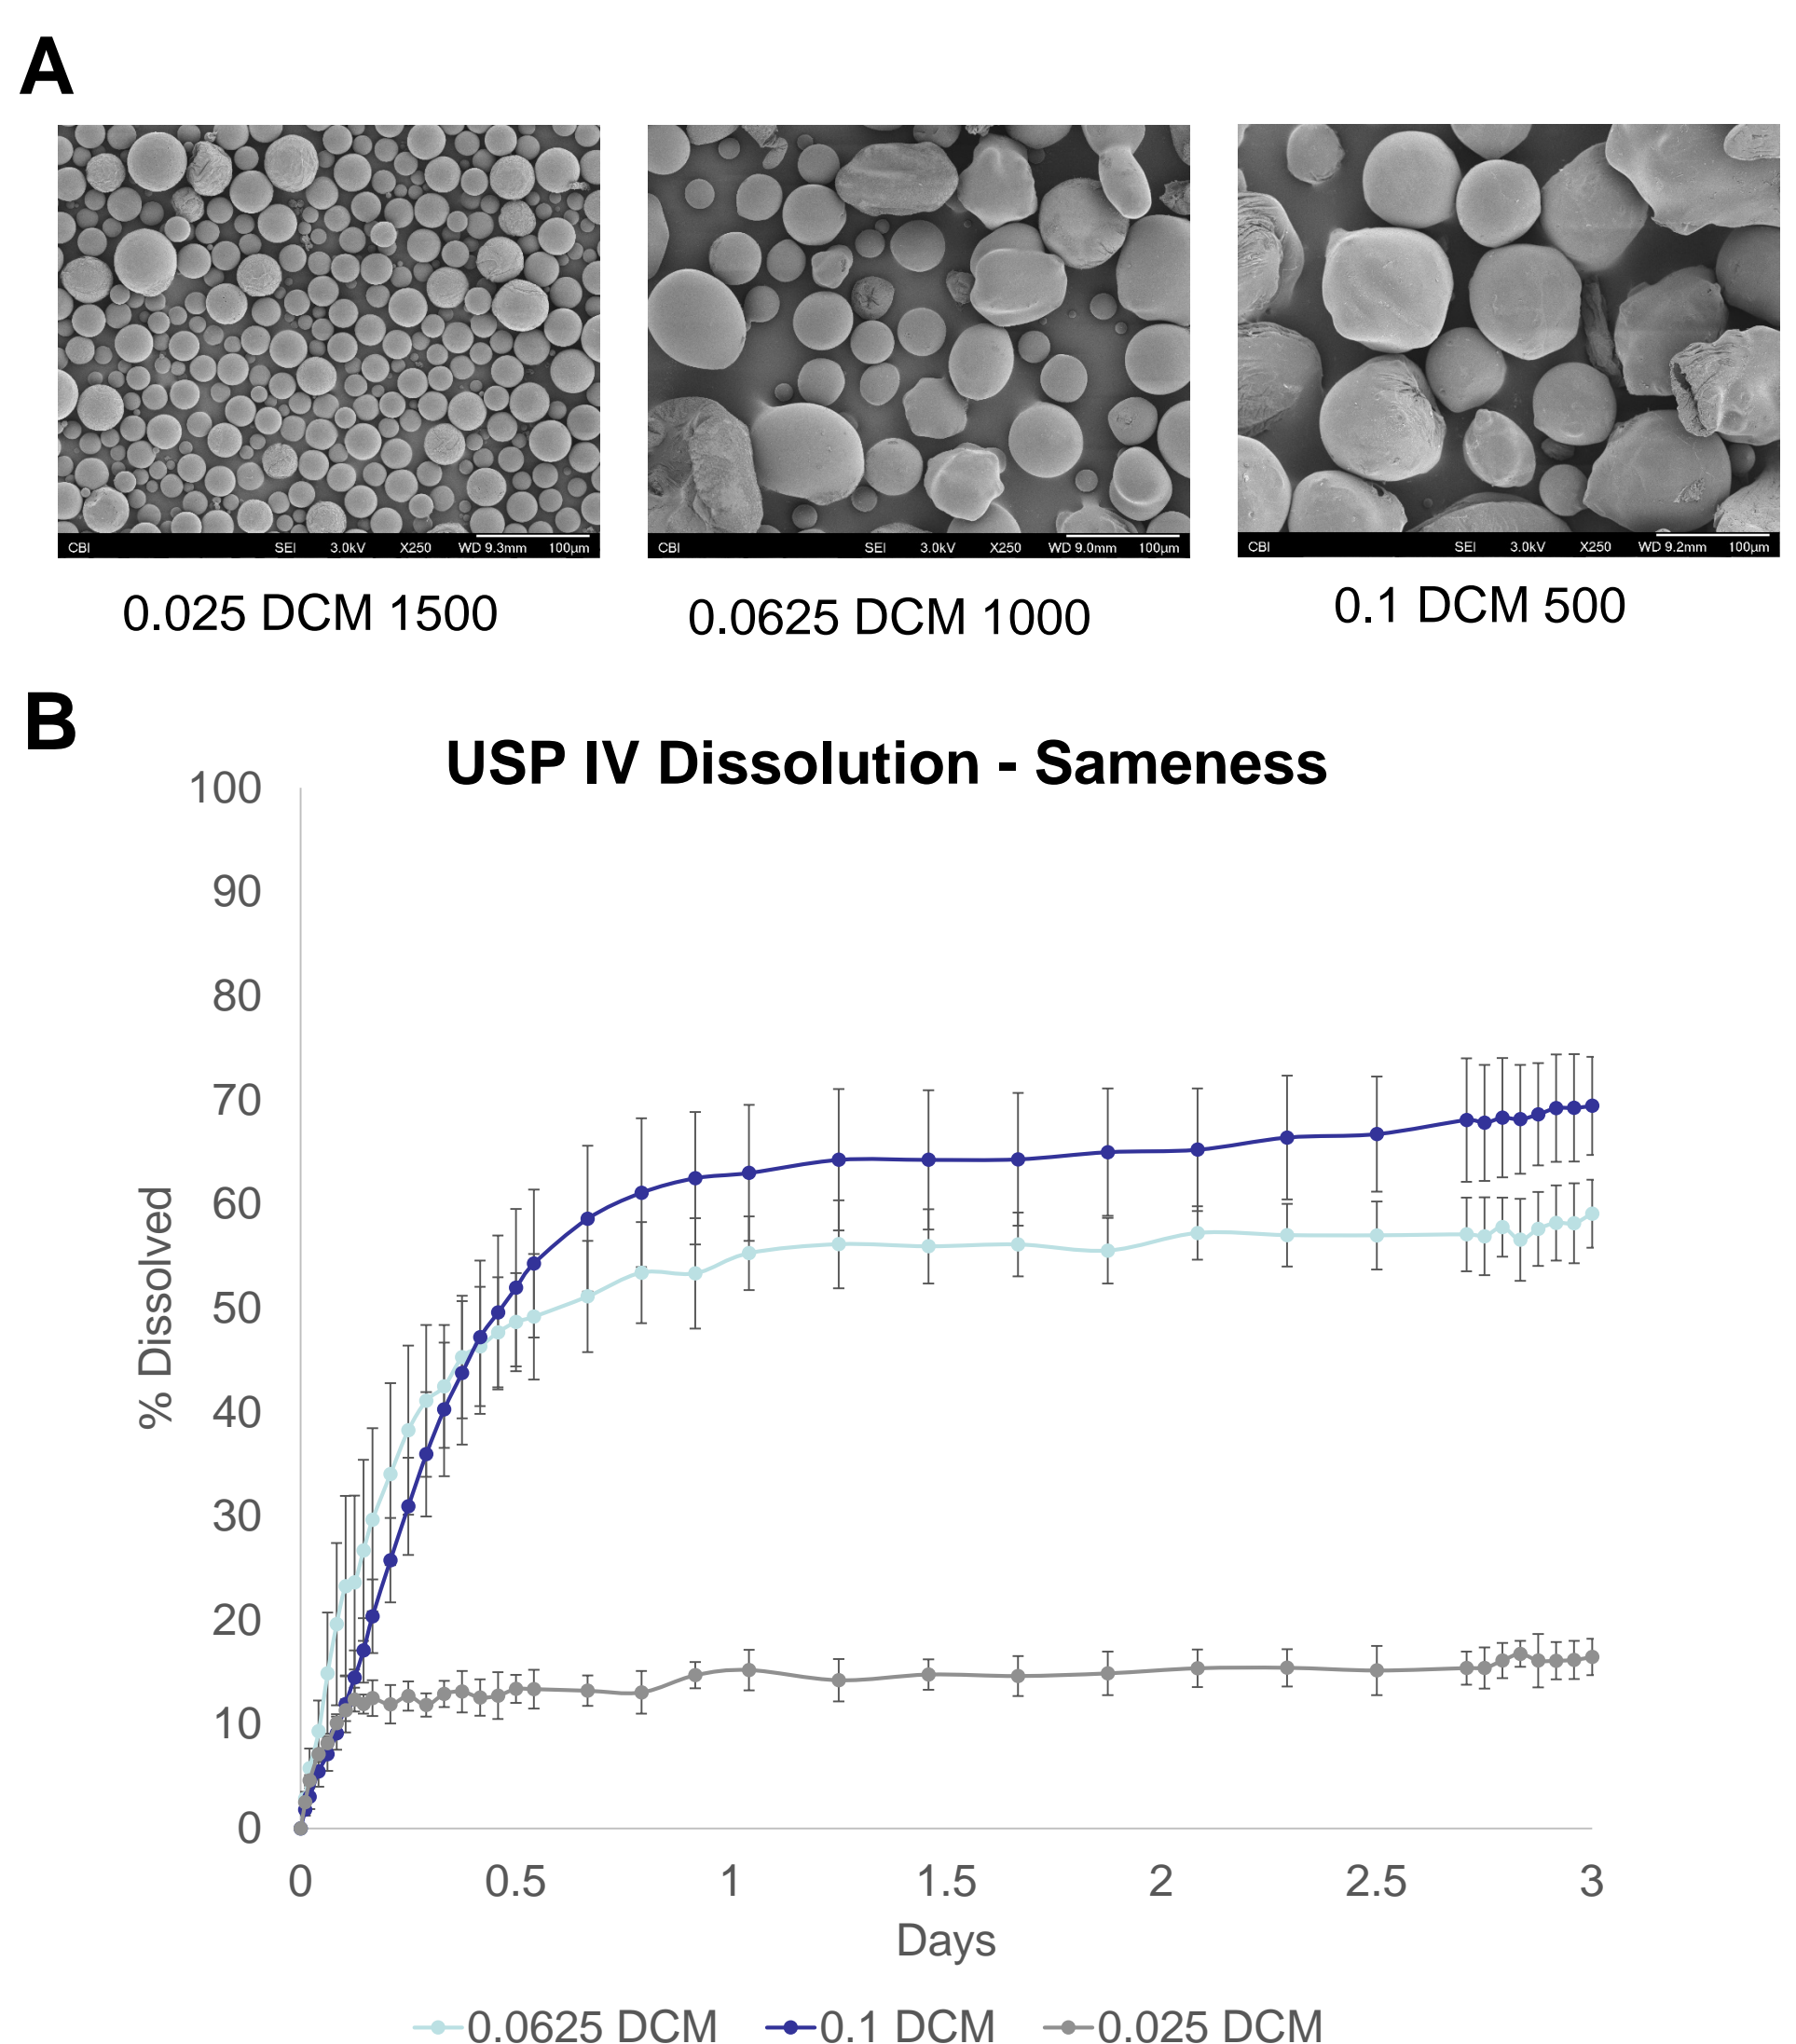 A
CBI SEI 3.0kV X250 WD 9.3mm 100µm
CBI SEI 3.0kV X250 WD 9.0mm 100µm
CBI SEI 3.0kV X250 WD 9.2mm 100µm
0.025 DCM 1500
0.0625 DCM 1000
0.1 DCM 500
B
USP IV Dissolution - Sameness
100
90
80
70
60
50
40
30
20
10
0
% Dissolved
0 0.5 1 1.5 2 2.5 3
Days
0.0625 DCM 0.1 DCM 0.025 DCM